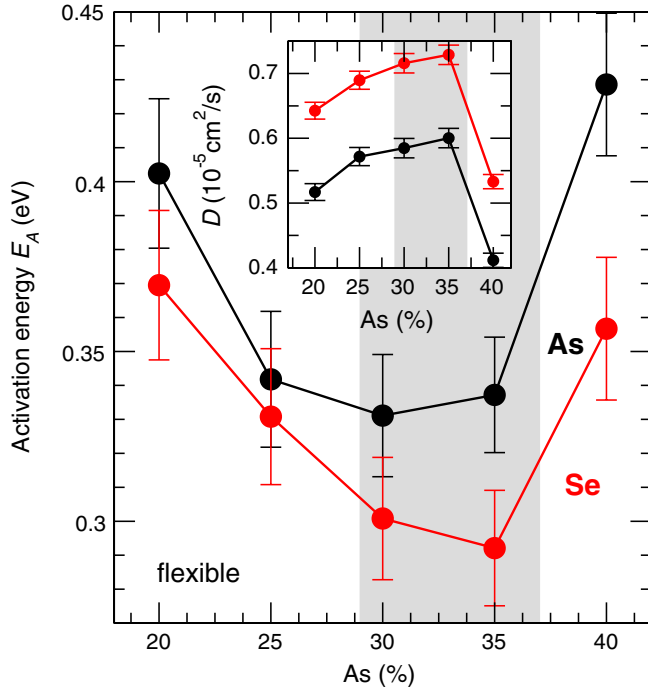 0.45
0.4
0.35
0.3
Activation energy E_A (eV)
0.7
0.6
0.5
0.4
D (10^-5 cm^2/s)
20 25 30 35 40
As (%)
As
Se
flexible
20 25 30 35 40
As (%)